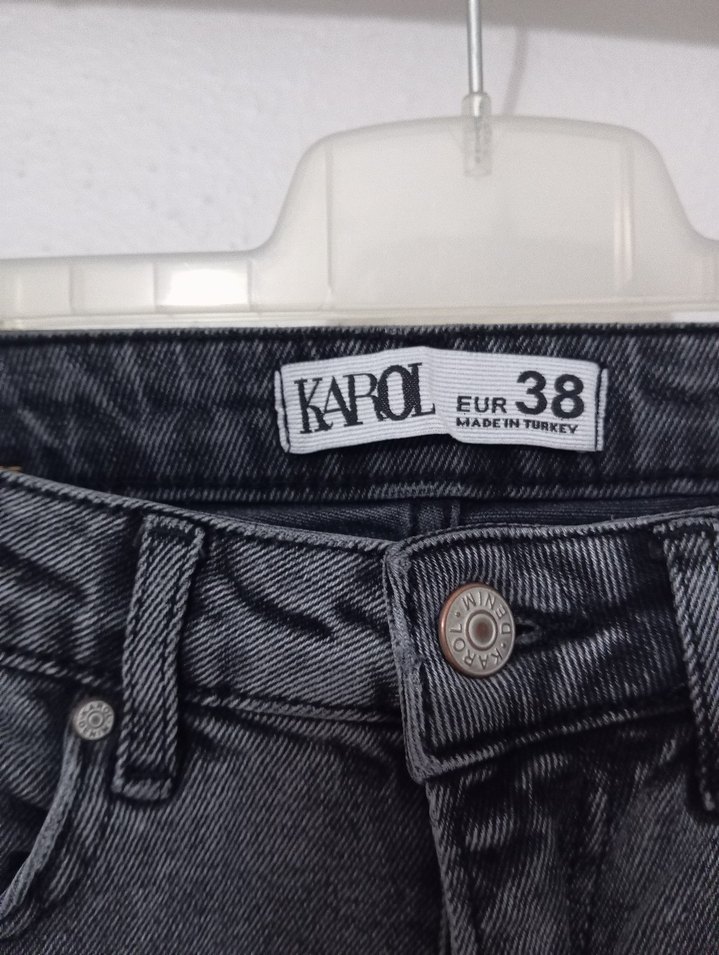 KAROL
EUR 38
MADE IN TURKEY
KAROL · DENIM ·